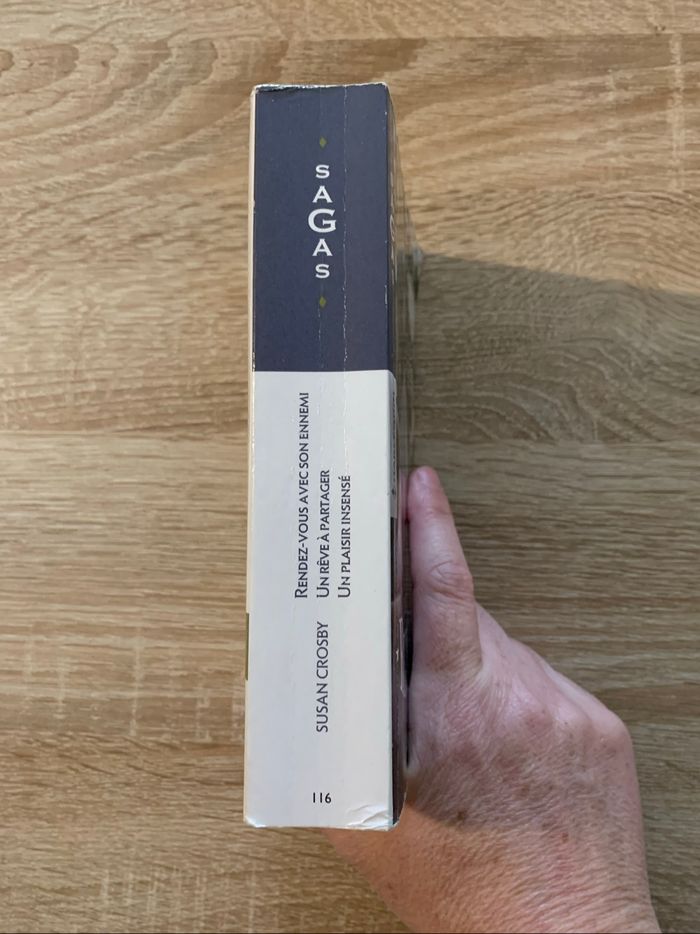 SAGAS
RENDEZ-VOUS AVEC SON ENNEMI
UN RÊVE À PARTAGER
UN PLAISIR INSENSÉ
SUSAN CROSBY
116